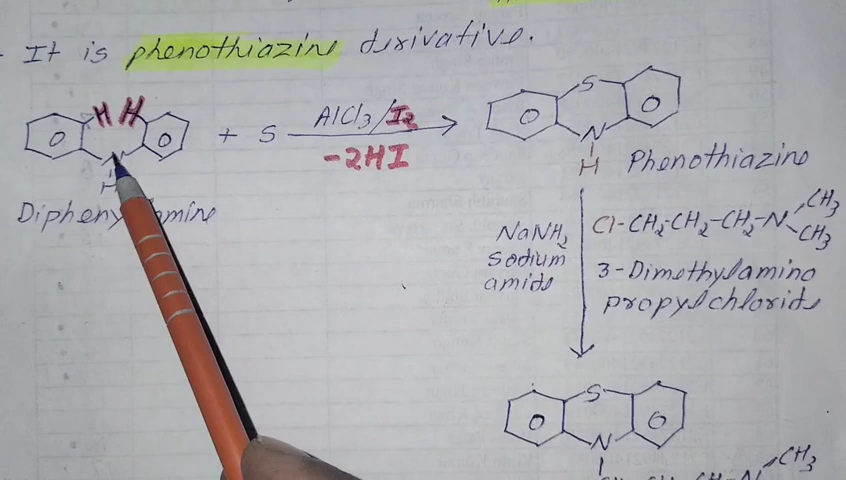 - It is phenothiazine derivative.
H H
N
H
+ S
AlCl3/I2
-2HI
S
N
H
Phenothiazine
NaNH2
Sodium
amide
Cl-CH2-CH2-CH2-N
CH3
CH3
3-Dimethylamino
propylchloride
S
N
CH3